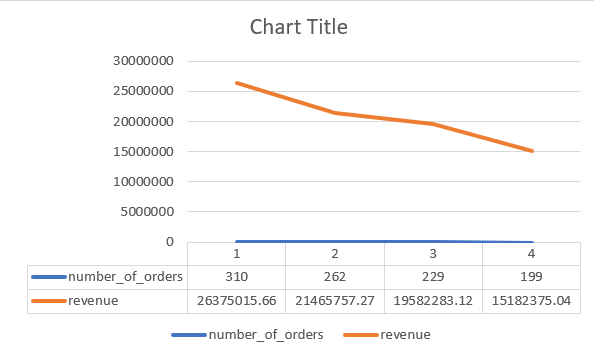 Chart Title
30000000
25000000
20000000
15000000
10000000
5000000
0
1 2 3 4
number_of_orders 310 262 229 199
revenue 26375015.66 21465757.27 19582283.12 15182375.04
number_of_orders revenue